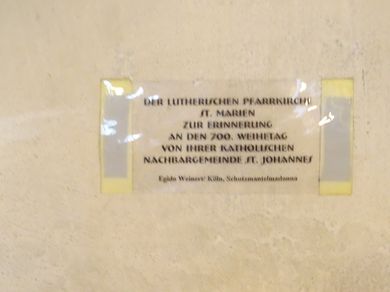 DER LUTHERISCHEN PFARRKIRCHE
ST. MARIEN
ZUR ERINNERUNG
AN DEN 700. WEIHETAG
VON IHRER KATHOLISCHEN
NACHBARGEMEINDE ST. JOHANNES
Egido Weinert/ Köln, Schutzmantelmadonna